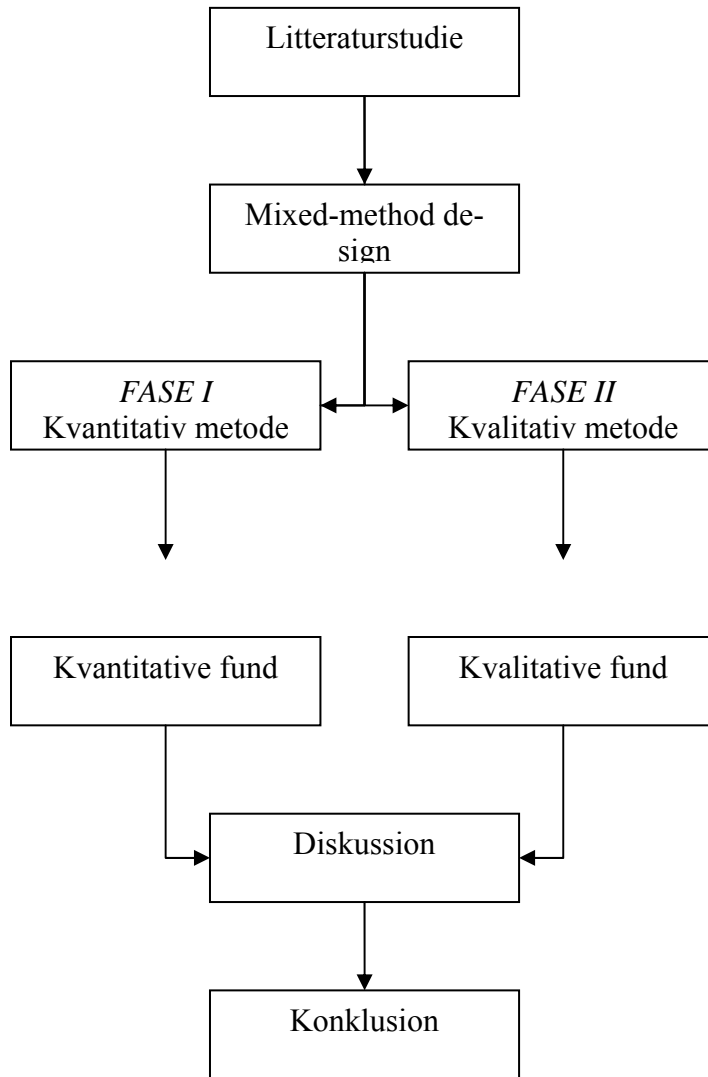 Litteraturstudie
Mixed-method de-
sign
FASE I
Kvantitativ metode
FASE II
Kvalitativ metode
Kvantitative fund
Kvalitative fund
Diskussion
Konklusion